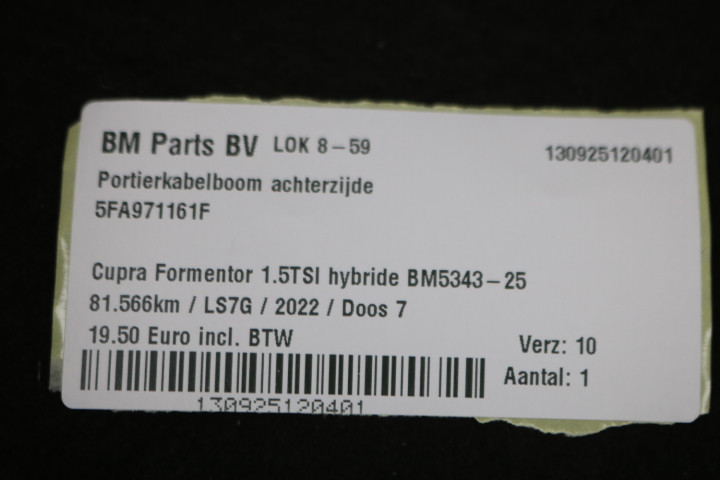 BM Parts BV LOK 8-59 130925120401
Portierkabelboom achterzijde
5FA971161F
Cupra Formentor 1.5TSI hybride BM5343-25
81.566km / LS7G / 2022 / Doos 7
19.50 Euro incl. BTW
Verz: 10
Aantal: 1
130925120401